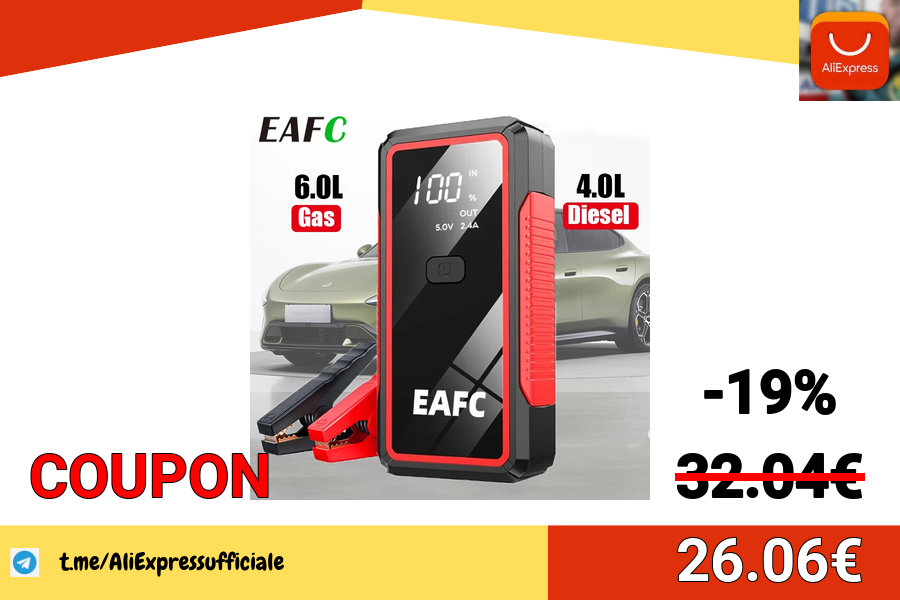 AliExpress
EAFC
6.0L
Gas
4.0L
Diesel
100 % IN
OUT
5.0V 2.4A
EAFC
-19%
COUPON
32.04€
t.me/AliExpressufficiale
26.06€